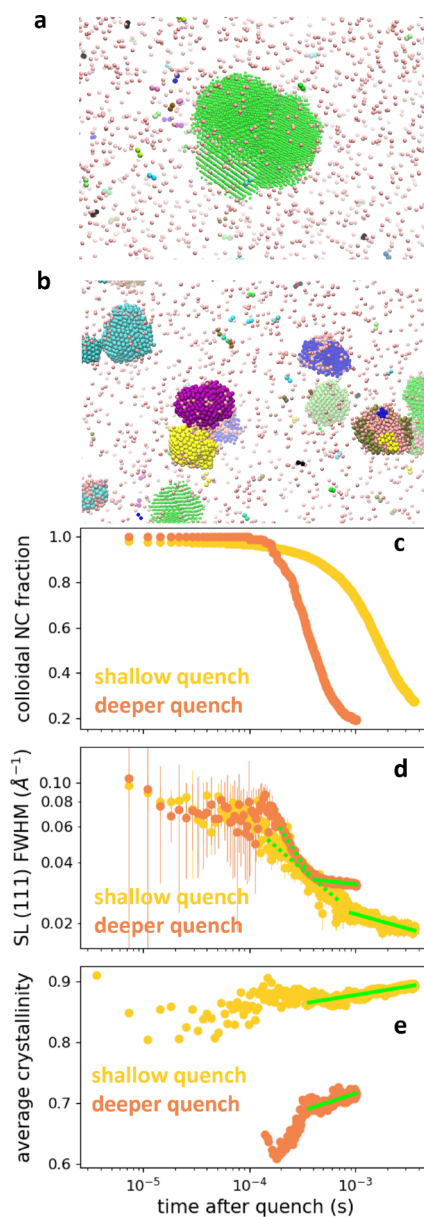 a
b
c
1.0
0.8
0.6
0.4
0.2
colloidal NC fraction
shallow quench
deeper quench
d
0.10
0.08
0.06
0.04
0.02
SL (111) FWHM (Å⁻¹)
shallow quench
deeper quench
e
0.9
0.8
0.7
0.6
average crystallinity
shallow quench
deeper quench
10⁻⁵ 10⁻⁴ 10⁻³
time after quench (s)